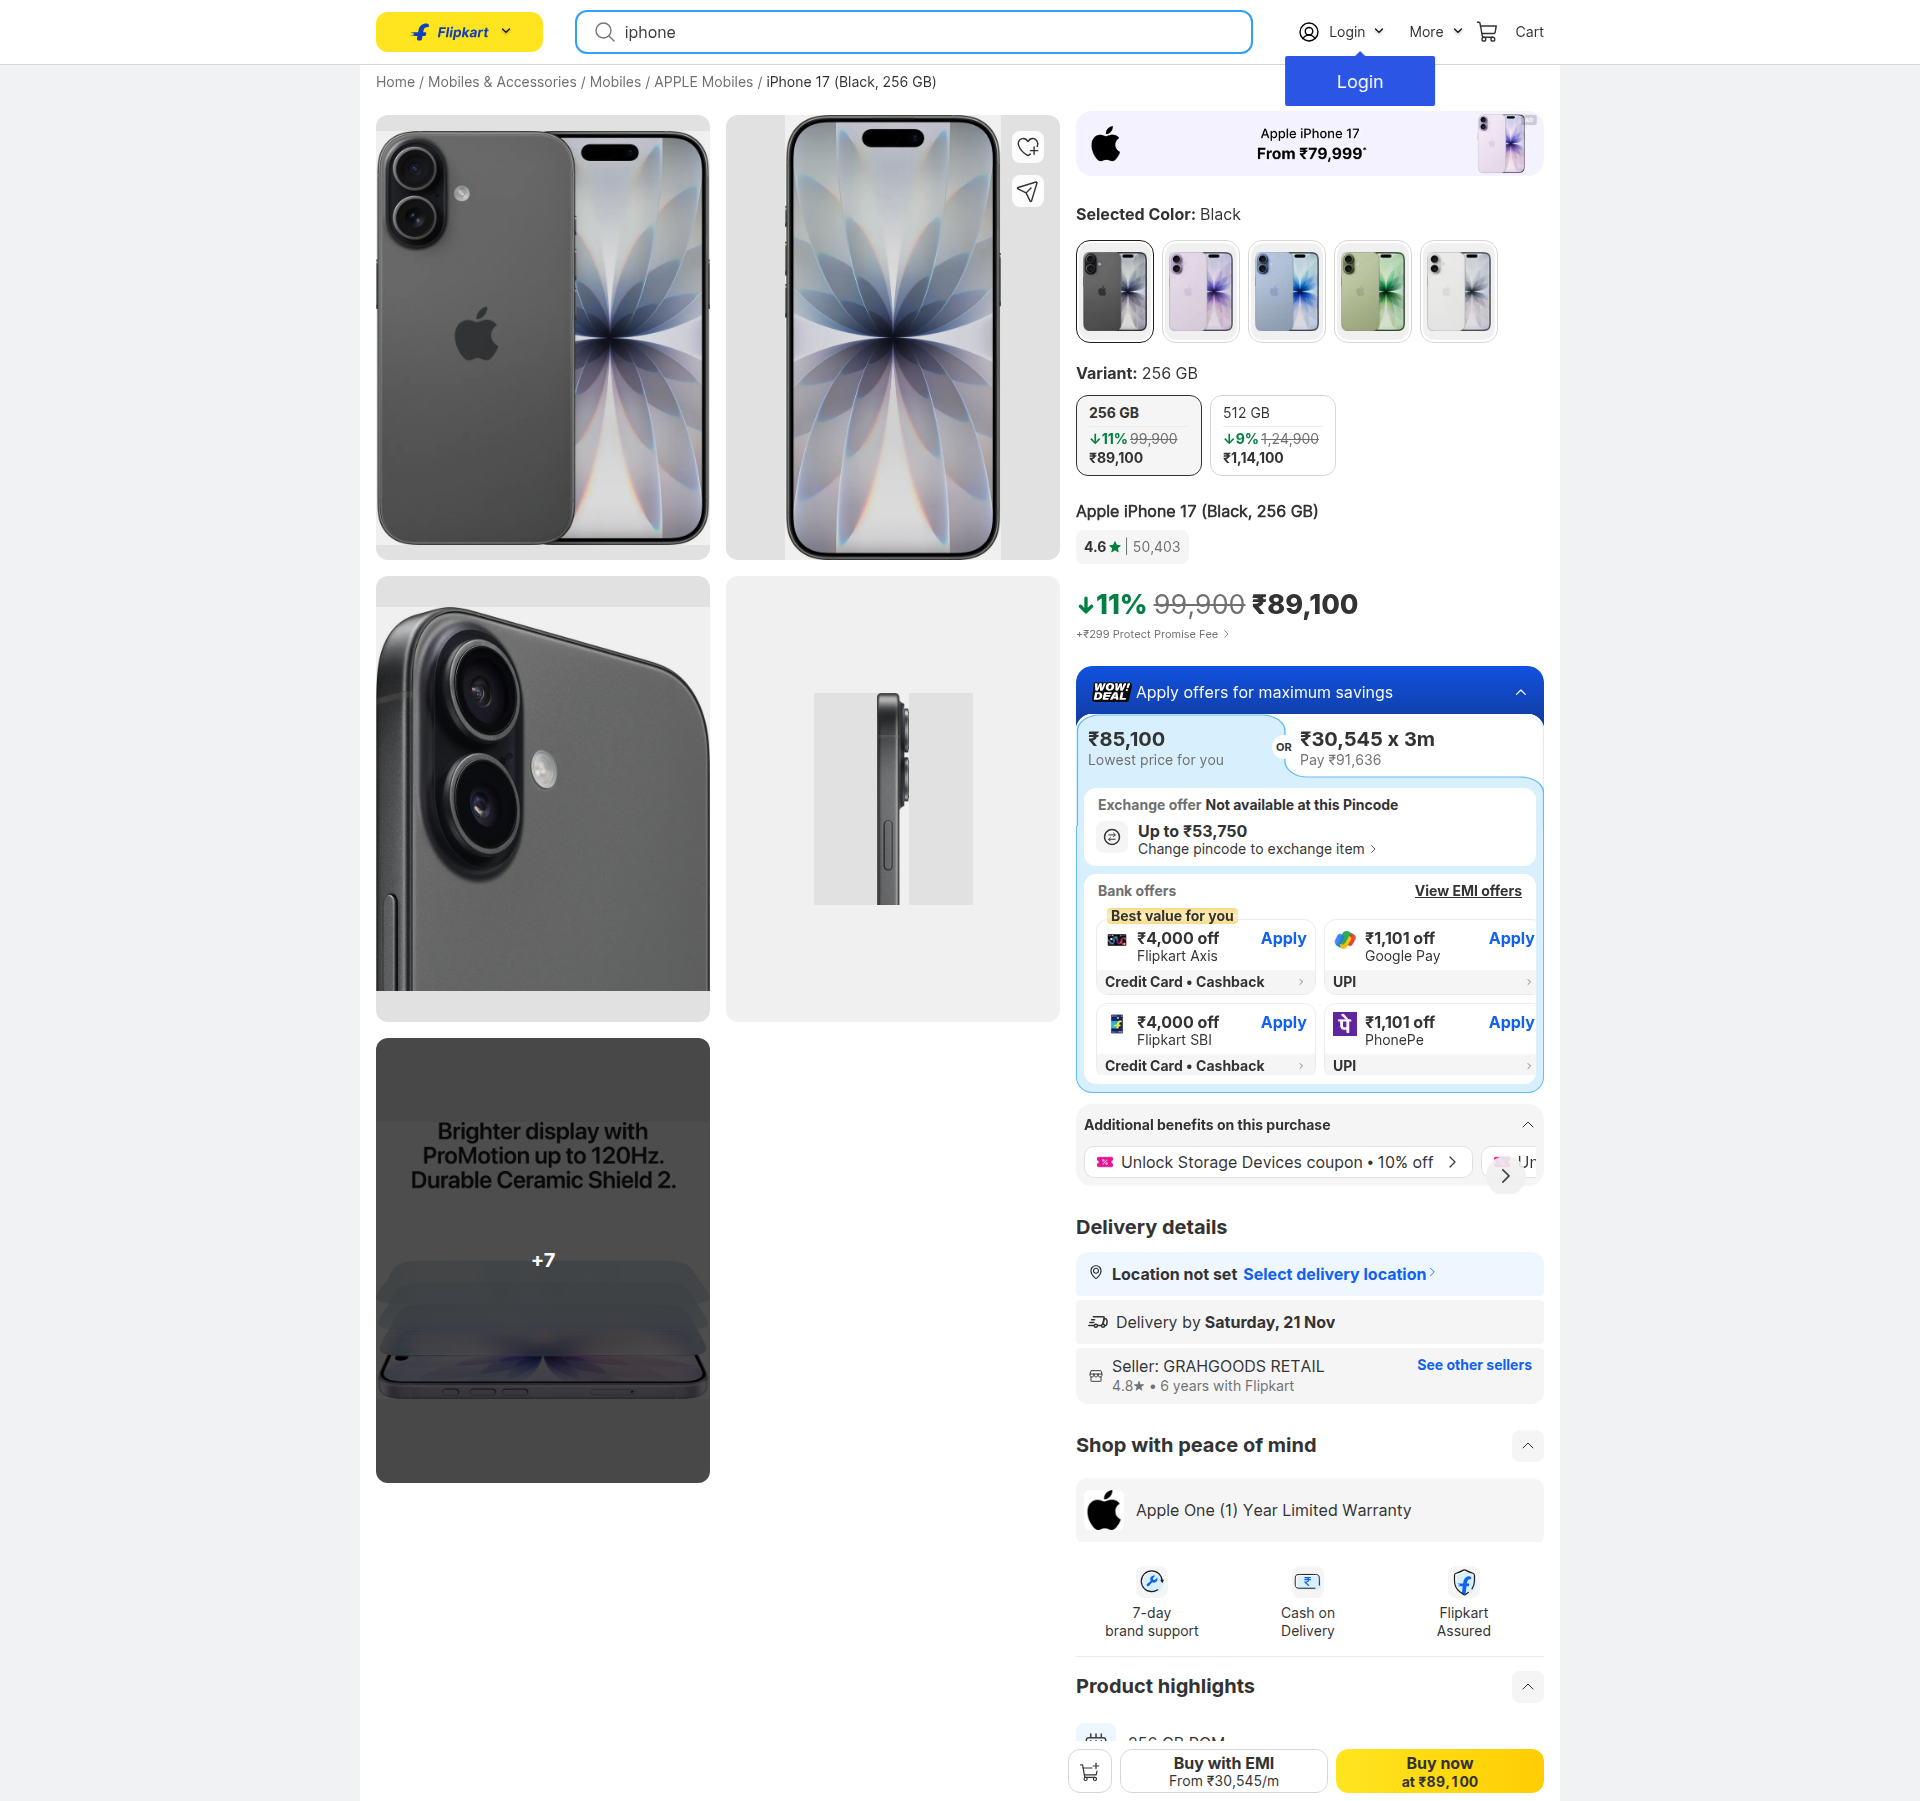 Flipkart
iphone
Login
More
Cart
Login
Home / Mobiles & Accessories / Mobiles / APPLE Mobiles / iPhone 17 (Black, 256 GB)
Apple iPhone 17
From ₹79,999*
Selected Color: Black
Variant: 256 GB
256 GB
↓11% 99,900
₹89,100
512 GB
↓9% 1,24,900
₹1,14,100
Apple iPhone 17 (Black, 256 GB)
4.6★ | 50,403
↓11% 99,900 ₹89,100
+₹299 Protect Promise Fee
WOW! DEAL Apply offers for maximum savings
₹85,100
Lowest price for you
OR
₹30,545 x 3m
Pay ₹91,636
Exchange offer Not available at this Pincode
Up to ₹53,750
Change pincode to exchange item
Bank offers
View EMI offers
Best value for you
₹4,000 off
Apply
Flipkart Axis
Credit Card • Cashback
₹1,101 off
Apply
Google Pay
UPI
₹4,000 off
Apply
Flipkart SBI
Credit Card • Cashback
पे
₹1,101 off
Apply
PhonePe
UPI
Additional benefits on this purchase
Unlock Storage Devices coupon • 10% off
Un
Brighter display with
ProMotion up to 120Hz.
Durable Ceramic Shield 2.
+7
Delivery details
Location not set Select delivery location
Delivery by Saturday, 21 Nov
Seller: GRAHGOODS RETAIL
See other sellers
4.8★ • 6 years with Flipkart
Shop with peace of mind
Apple One (1) Year Limited Warranty
7-day
brand support
Cash on
Delivery
Flipkart
Assured
Product highlights
256 GB ROM
Buy with EMI
From ₹30,545/m
Buy now
at ₹89,100